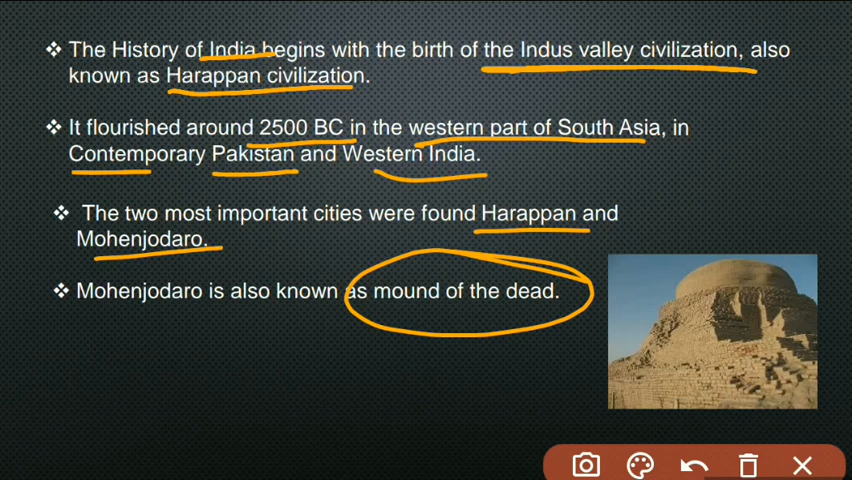 ❖ The History of India begins with the birth of the Indus valley civilization, also
known as Harappan civilization.
❖ It flourished around 2500 BC in the western part of South Asia, in
Contemporary Pakistan and Western India.
❖ The two most important cities were found Harappan and
Mohenjodaro.
❖ Mohenjodaro is also known as mound of the dead.